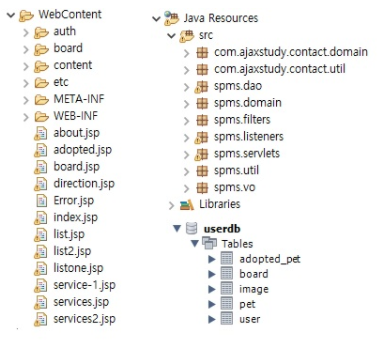 WebContent
auth
board
content
etc
META-INF
WEB-INF
about.jsp
adopted.jsp
board.jsp
direction.jsp
Error.jsp
index.jsp
list.jsp
list2.jsp
listone.jsp
service-1.jsp
services.jsp
services2.jsp
Java Resources
src
com.ajaxstudy.contact.domain
com.ajaxstudy.contact.util
spms.dao
spms.domain
spms.filters
spms.listeners
spms.servlets
spms.util
spms.vo
Libraries
userdb
Tables
adopted_pet
board
image
pet
user